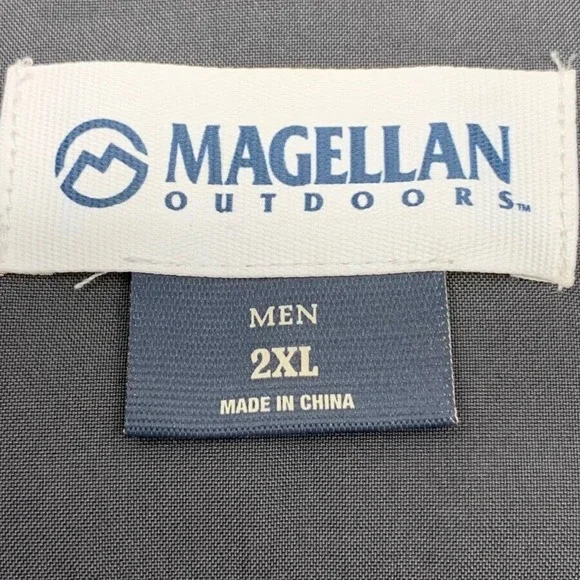 MAGELLAN
OUTDOORS™
MEN
2XL
MADE IN CHINA